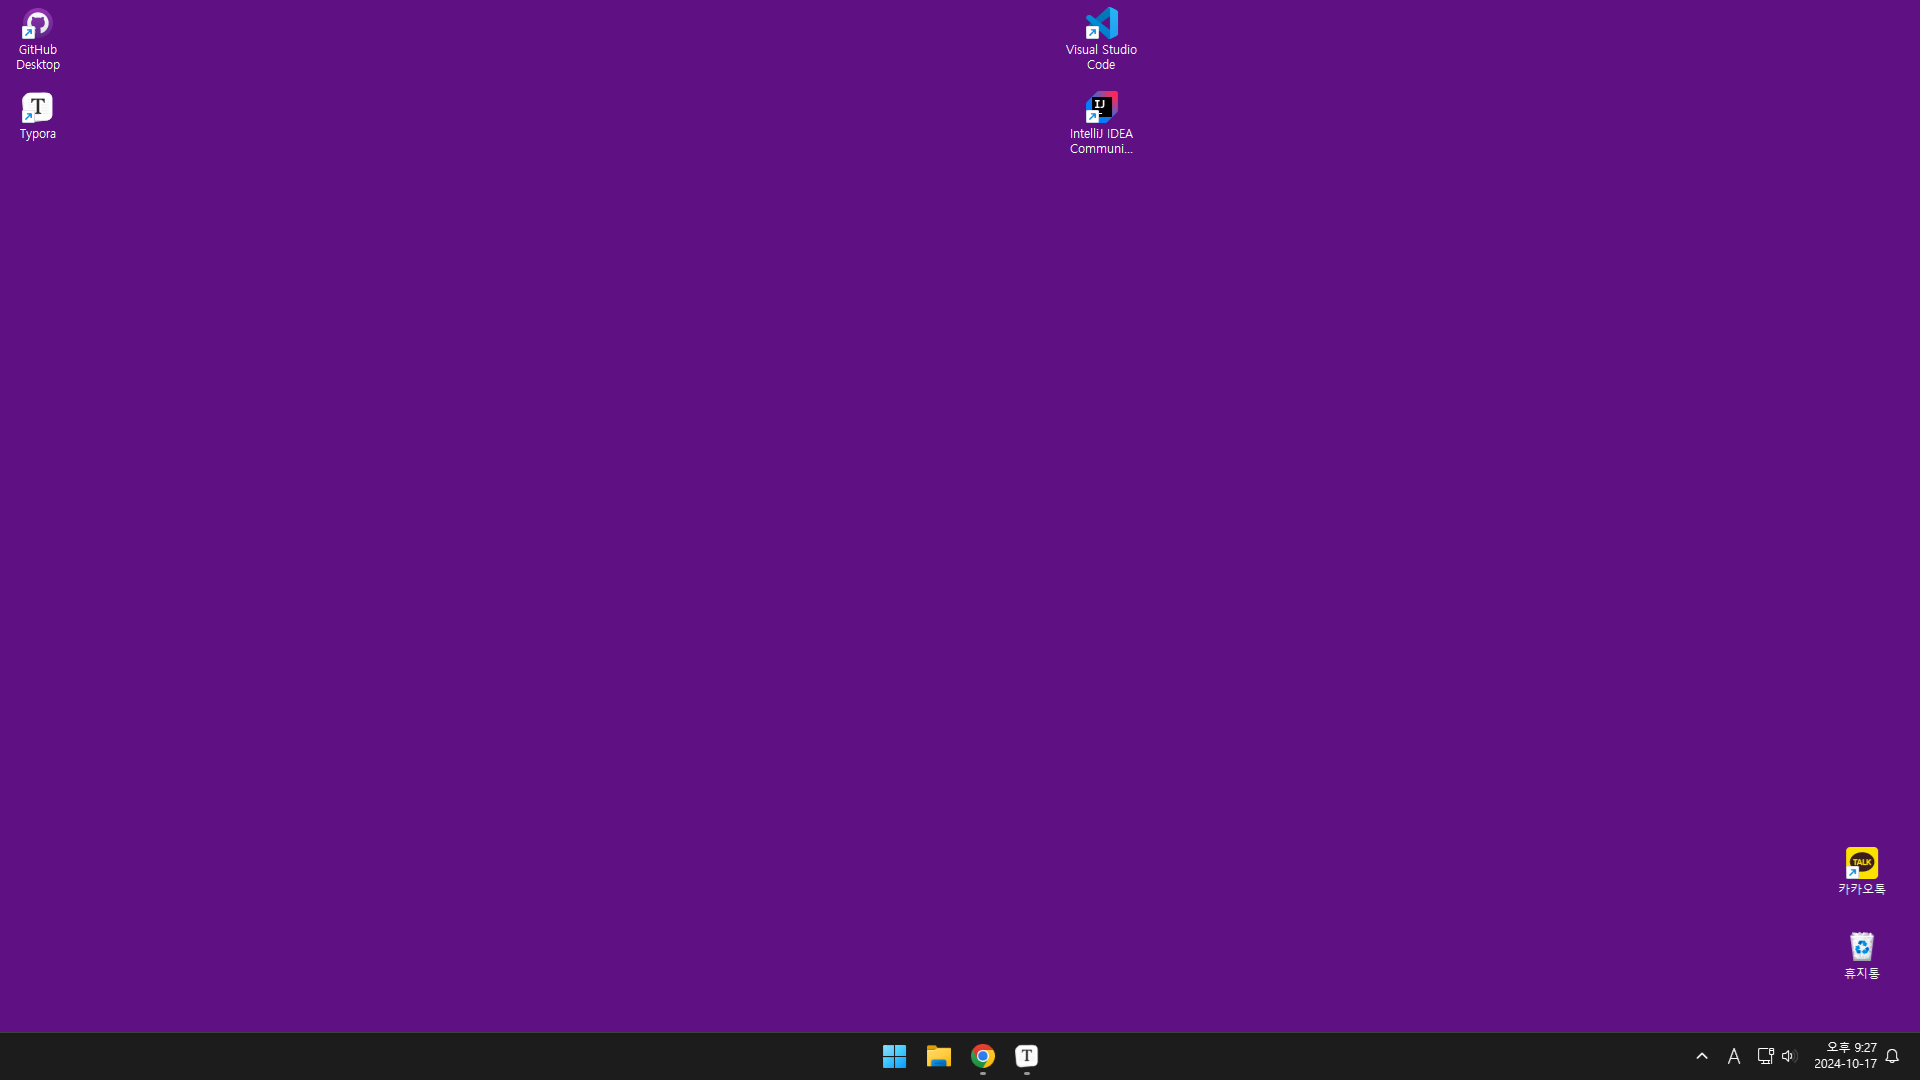 GitHub
Desktop
T
Typora
Visual Studio
Code
IJ
IntelliJ IDEA
Communi...
TALK
카카오톡
휴지통
T
A
오후 9:27
2024-10-17